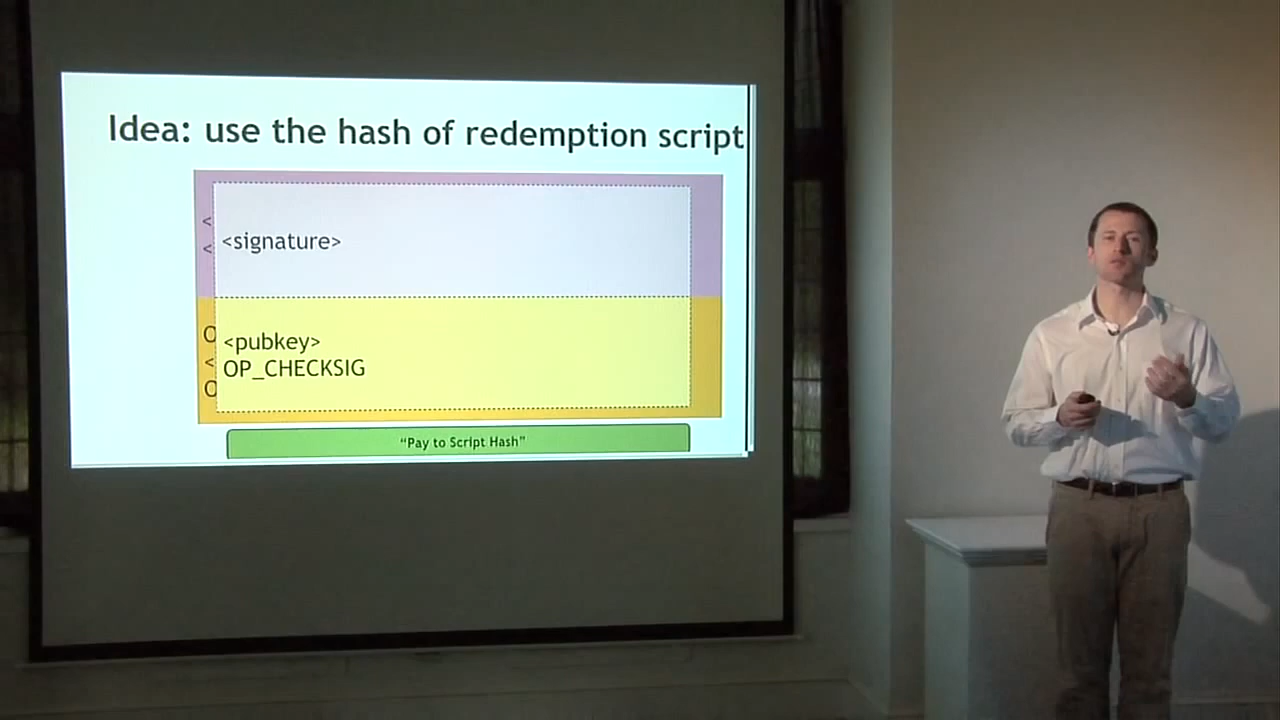 Idea: use the hash of redemption script
<
<
<signature>
O
<pubkey>
<
OP_CHECKSIG
O
“Pay to Script Hash”